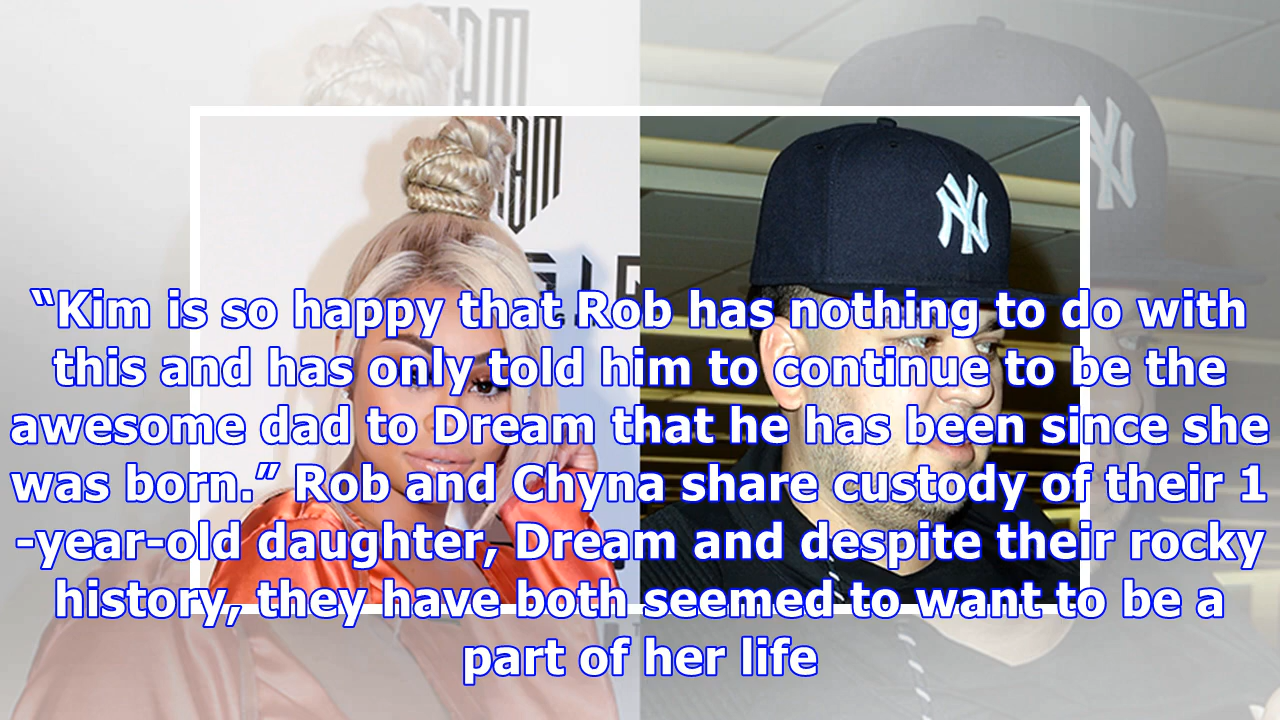 “Kim is so happy that Rob has nothing to do with
this and has only told him to continue to be the
awesome dad to Dream that he has been since she
was born.” Rob and Chyna share custody of their 1
-year-old daughter, Dream and despite their rocky
history, they have both seemed to want to be a
part of her life
NY